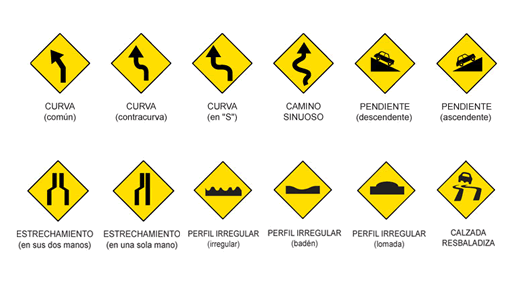 CURVA
(común)
CURVA
(contracurva)
CURVA
(en "S")
CAMINO
SINUOSO
PENDIENTE
(descendente)
PENDIENTE
(ascendente)
ESTRECHAMIENTO
(en sus dos manos)
ESTRECHAMIENTO
(en una sola mano)
PERFIL IRREGULAR
(irregular)
PERFIL IRREGULAR
(badén)
PERFIL IRREGULAR
(lomada)
CALZADA
RESBALADIZA